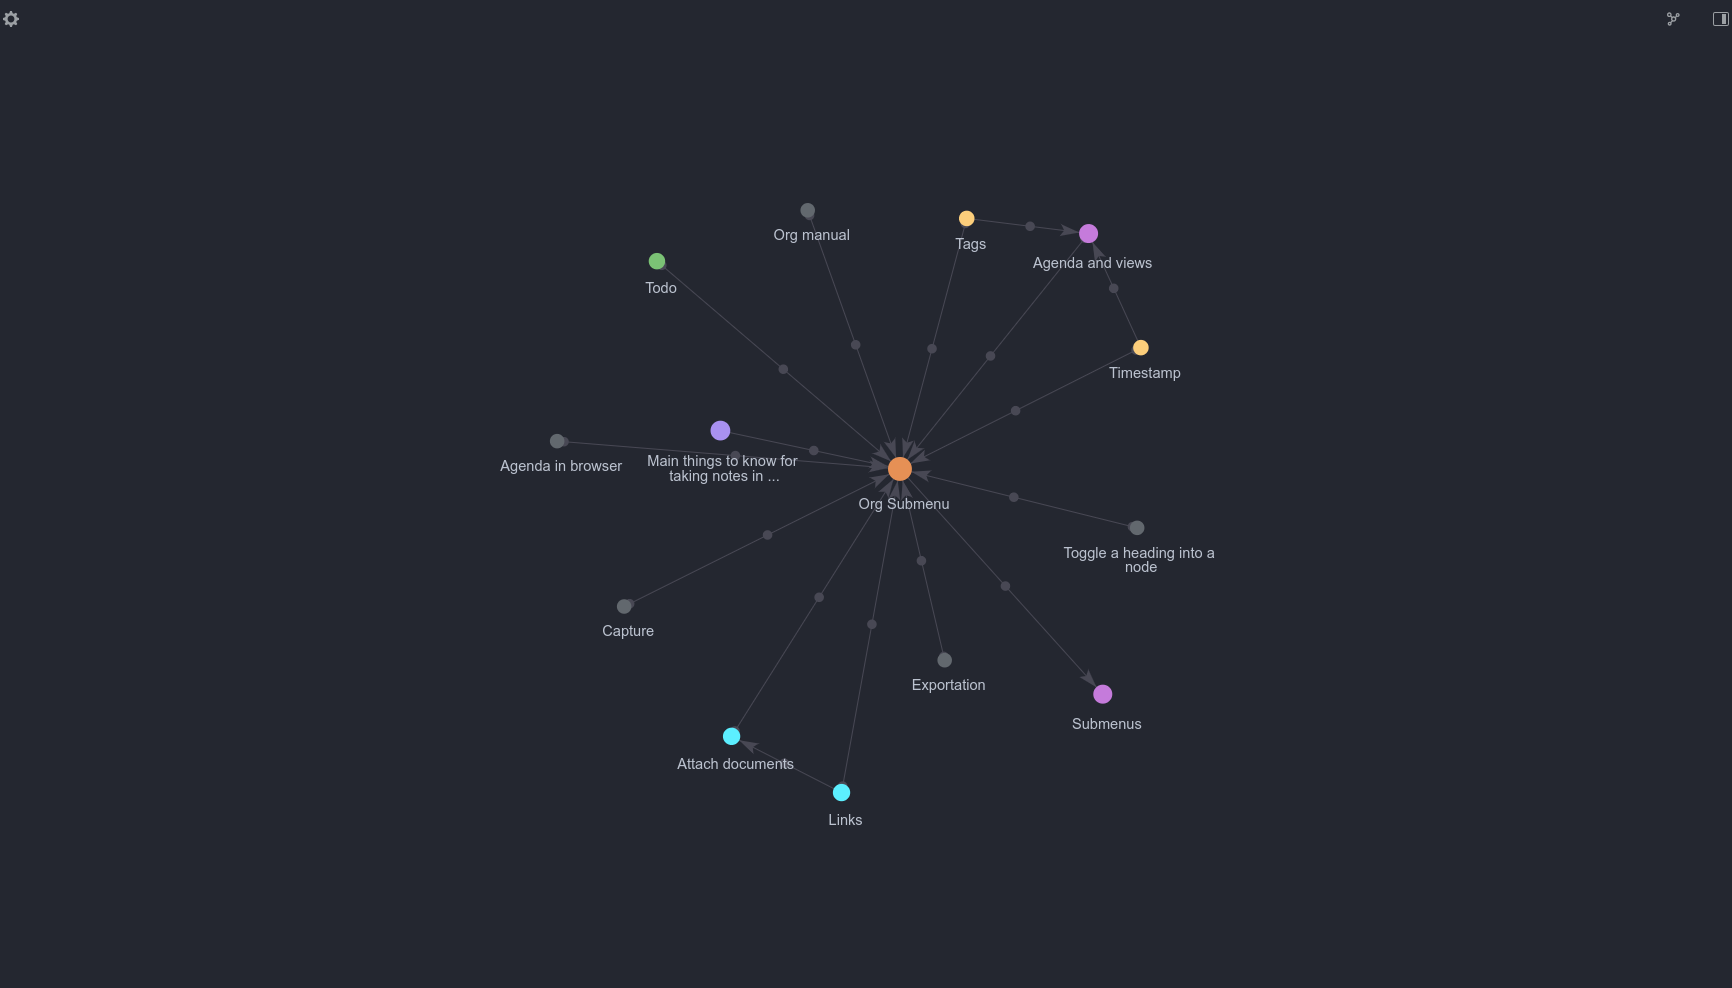 Org manual
Tags
Agenda and views
Todo
Timestamp
Agenda in browser
Main things to know for
taking notes in ...
Org Submenu
Toggle a heading into a
node
Capture
Exportation
Submenus
Attach documents
Links